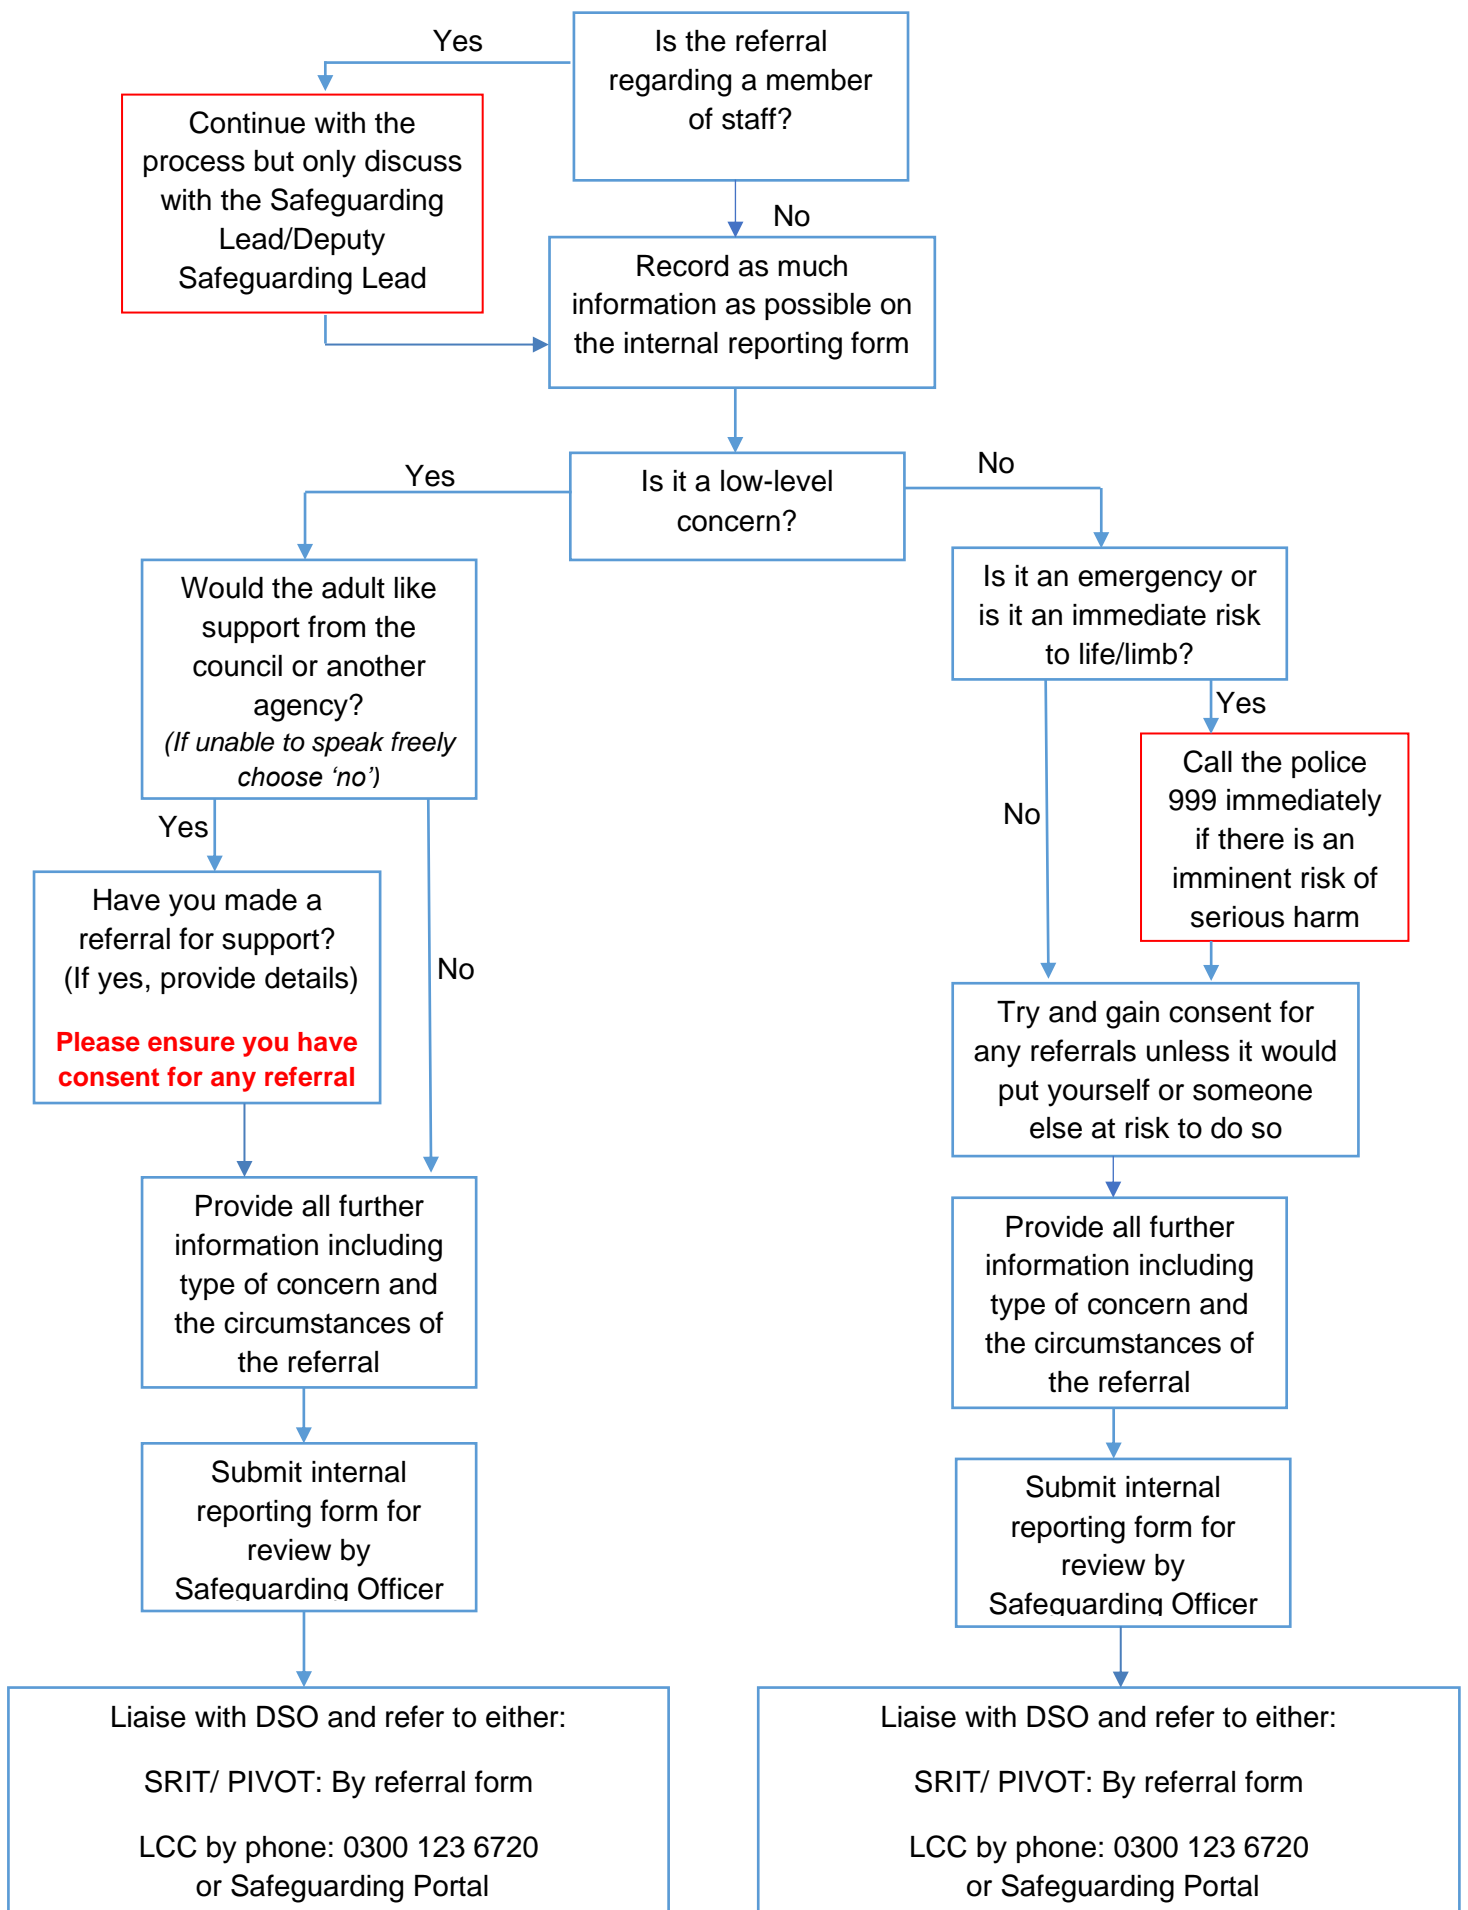 Yes
Is the referral
regarding a member
of staff?
Continue with the
process but only discuss
with the Safeguarding
Lead/Deputy
Safeguarding Lead
No
Record as much
information as possible on
the internal reporting form
Yes
Is it a low-level
concern?
No
Would the adult like
support from the
council or another
agency?
(If unable to speak freely
choose ‘no’)
Is it an emergency or
is it an immediate risk
to life/limb?
Yes
No
Call the police
999 immediately
if there is an
imminent risk of
serious harm
Yes
No
Have you made a
referral for support?
(If yes, provide details)
Please ensure you have
consent for any referral
Try and gain consent for
any referrals unless it would
put yourself or someone
else at risk to do so
Provide all further
information including
type of concern and
the circumstances of
the referral
Provide all further
information including
type of concern and
the circumstances of
the referral
Submit internal
reporting form for
review by
Safeguarding Officer
Submit internal
reporting form for
review by
Safeguarding Officer
Liaise with DSO and refer to either:
SRIT/ PIVOT: By referral form
LCC by phone: 0300 123 6720
or Safeguarding Portal
Liaise with DSO and refer to either:
SRIT/ PIVOT: By referral form
LCC by phone: 0300 123 6720
or Safeguarding Portal